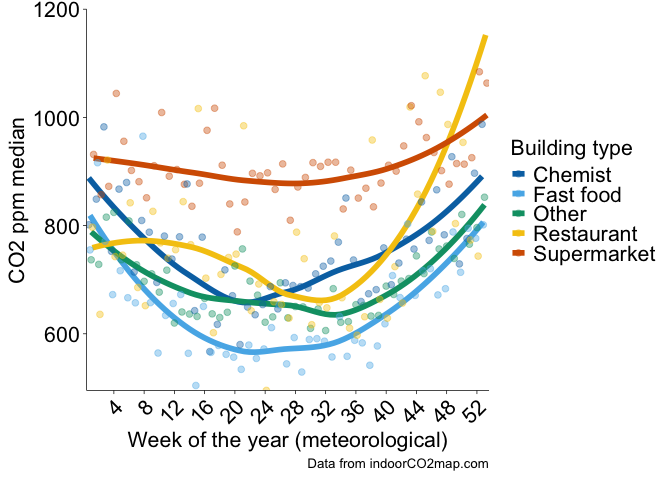 1200
1000
800
600
CO2 ppm median
4
8
12
16
20
24
28
32
36
40
44
48
52
Week of the year (meteorological)
Data from indoorCO2map.com
Building type
Chemist
Fast food
Other
Restaurant
Supermarket